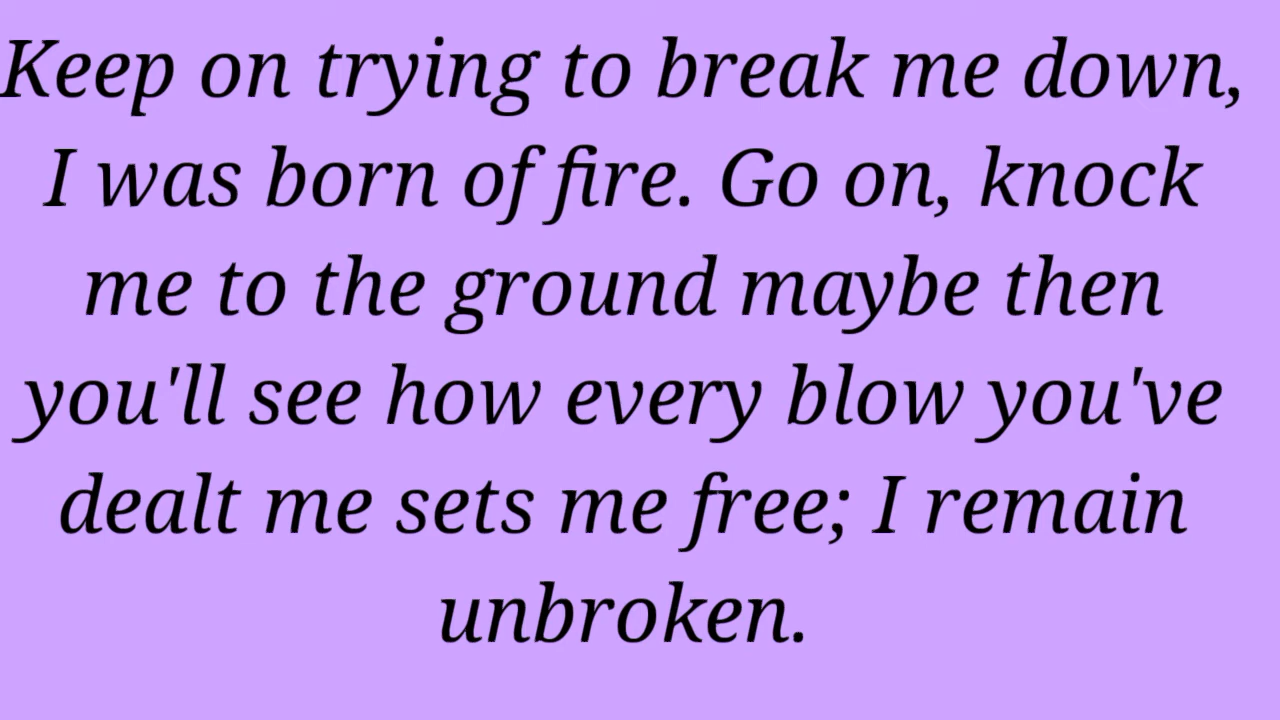 Keep on trying to break me down,
I was born of fire. Go on, knock
me to the ground maybe then
you'll see how every blow you've
dealt me sets me free; I remain
unbroken.